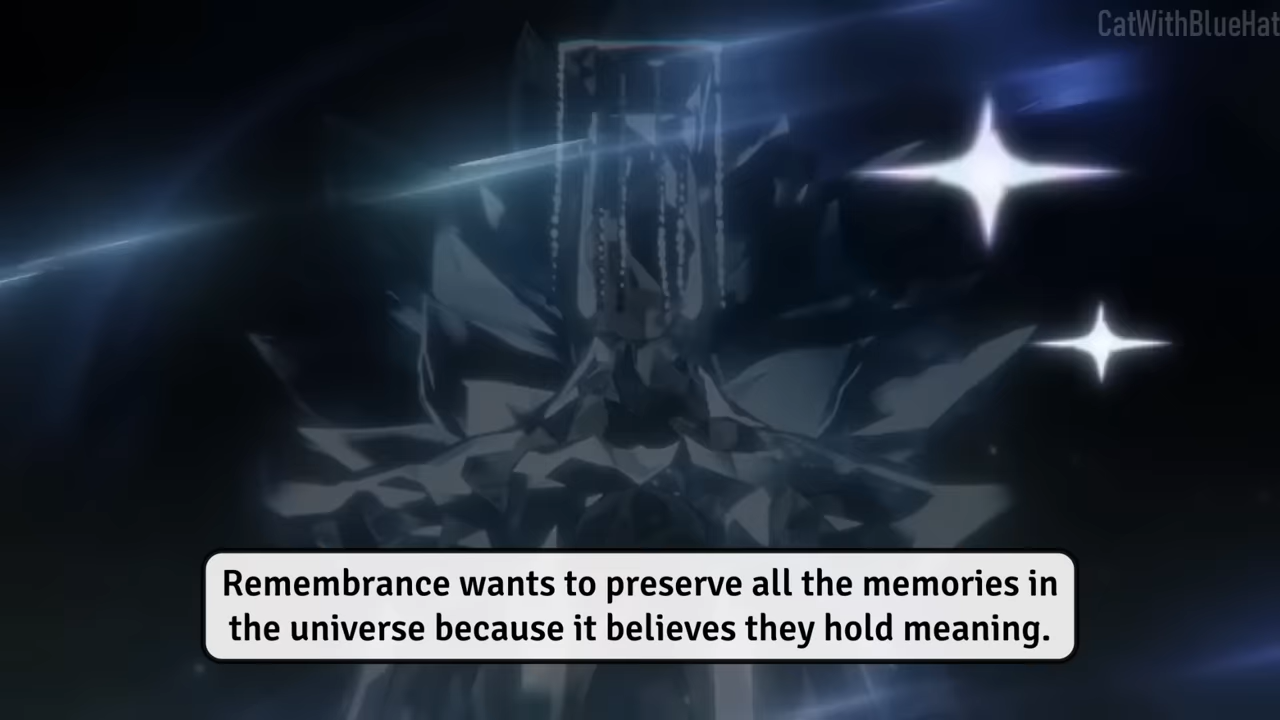 CatWithBlueHat
Remembrance wants to preserve all the memories in
the universe because it believes they hold meaning.